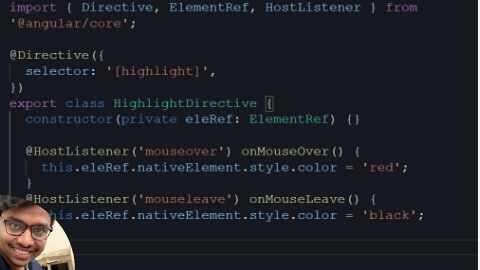 import { Directive, ElementRef, HostListener } from
'@angular/core';
@Directive({
selector: '[highlight]',
})
export class HighlightDirective {
constructor(private eleRef: ElementRef) {}
@HostListener('mouseover') onMouseOver() {
this.eleRef.nativeElement.style.color = 'red';
}
@HostListener('mouseleave') onMouseLeave() {
this.eleRef.nativeElement.style.color = 'black';